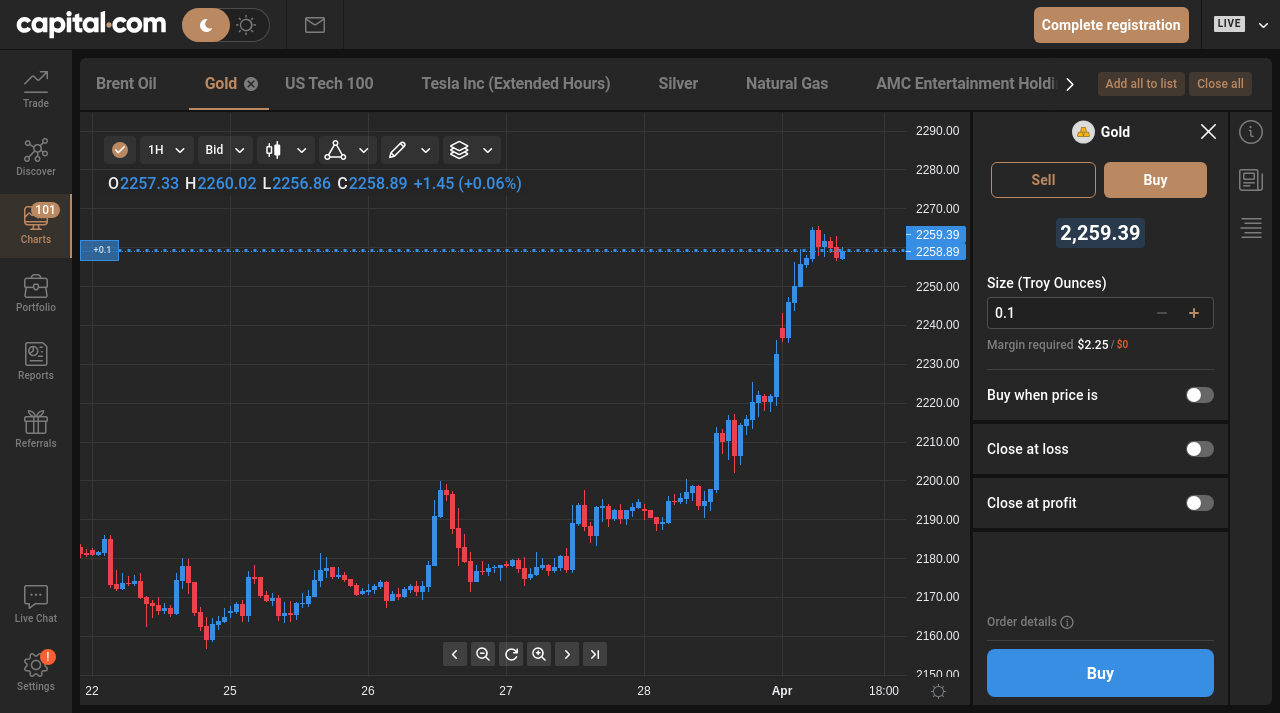 capital.com
Complete registration
LIVE
Trade
Discover
101
Charts
Portfolio
Reports
Referrals
Live Chat
!
Settings
Brent Oil
Gold
US Tech 100
Tesla Inc (Extended Hours)
Silver
Natural Gas
AMC Entertainment Holdi
Add all to list
Close all
1H
Bid
O2257.33 H2260.02 L2256.86 C2258.89 +1.45 (+0.06%)
+0.1
2290.00
2280.00
2270.00
2259.39
2258.89
2250.00
2240.00
2230.00
2220.00
2210.00
2200.00
2190.00
2180.00
2170.00
2160.00
2150.00
22
25
26
27
28
Apr
18:00
Gold
Sell
Buy
2,259.39
Size (Troy Ounces)
0.1
Margin required $2.25 / $0
Buy when price is
Close at loss
Close at profit
Order details
Buy